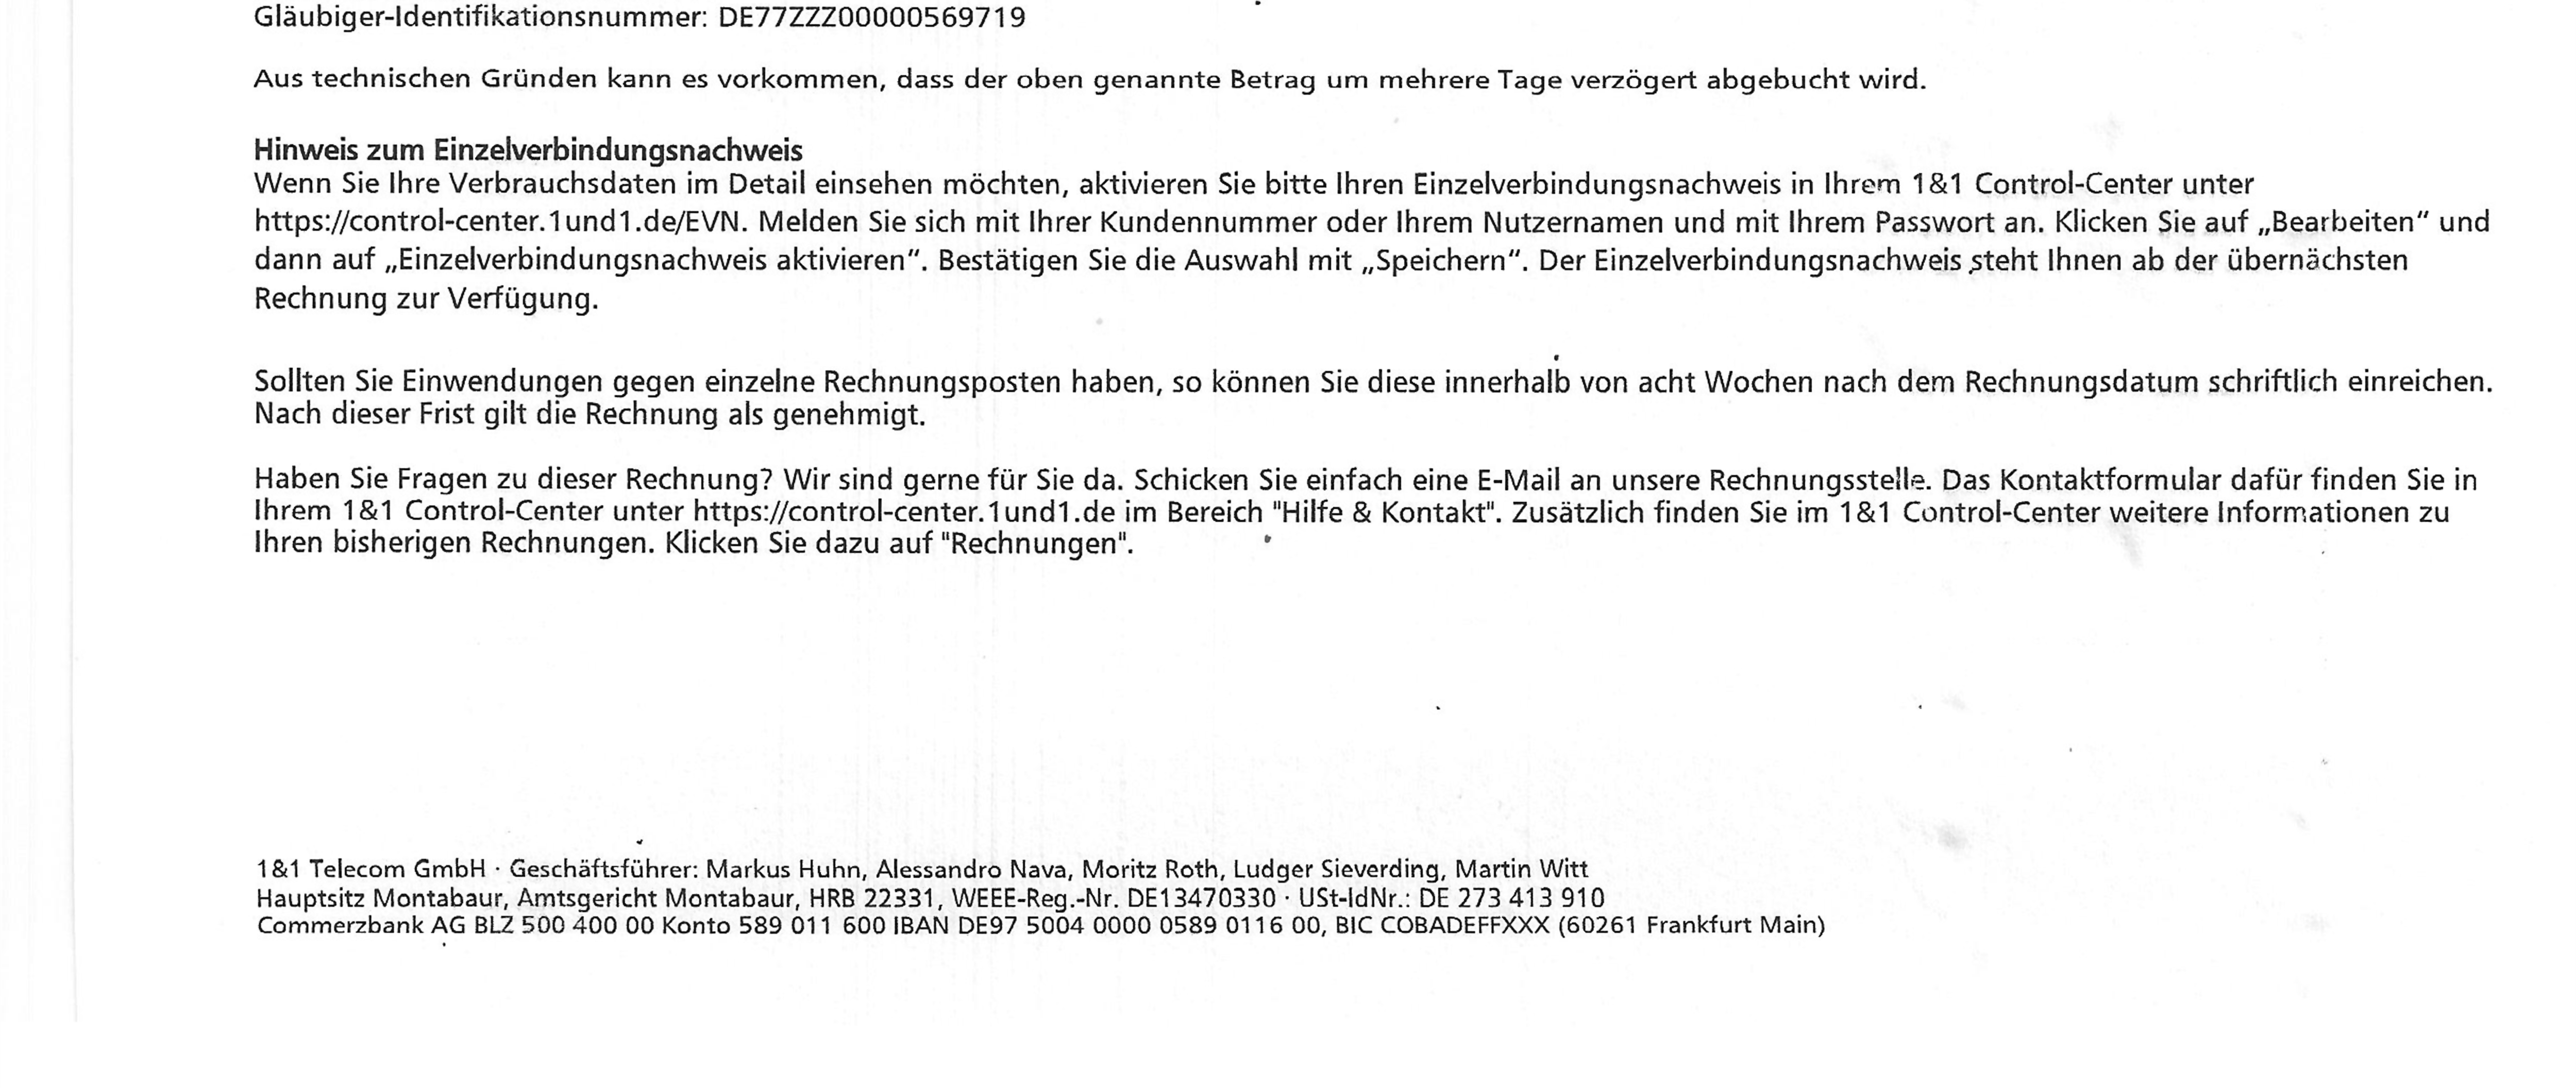 Gläubiger-Identifikationsnummer: DE77ZZZ00000569719
Aus technischen Gründen kann es vorkommen, dass der oben genannte Betrag um mehrere Tage verzögert abgebucht wird.
Hinweis zum Einzelverbindungsnachweis
Wenn Sie Ihre Verbrauchsdaten im Detail einsehen möchten, aktivieren Sie bitte Ihren Einzelverbindungsnachweis in Ihrem 1&1 Control-Center unter
https://control-center.1und1.de/EVN. Melden Sie sich mit Ihrer Kundennummer oder Ihrem Nutzernamen und mit Ihrem Passwort an. Klicken Sie auf „Bearbeiten“ und
dann auf „Einzelverbindungsnachweis aktivieren“. Bestätigen Sie die Auswahl mit „Speichern“. Der Einzelverbindungsnachweis steht Ihnen ab der übernächsten
Rechnung zur Verfügung.
Sollten Sie Einwendungen gegen einzelne Rechnungsposten haben, so können Sie diese innerhalb von acht Wochen nach dem Rechnungsdatum schriftlich einreichen.
Nach dieser Frist gilt die Rechnung als genehmigt.
Haben Sie Fragen zu dieser Rechnung? Wir sind gerne für Sie da. Schicken Sie einfach eine E-Mail an unsere Rechnungsstelle. Das Kontaktformular dafür finden Sie in
Ihrem 1&1 Control-Center unter https://control-center.1und1.de im Bereich "Hilfe & Kontakt". Zusätzlich finden Sie im 1&1 Control-Center weitere Informationen zu
Ihren bisherigen Rechnungen. Klicken Sie dazu auf "Rechnungen".
1&1 Telecom GmbH · Geschäftsführer: Markus Huhn, Alessandro Nava, Moritz Roth, Ludger Sieverding, Martin Witt
Hauptsitz Montabaur, Amtsgericht Montabaur, HRB 22331, WEEE-Reg.-Nr. DE13470330 · USt-IdNr.: DE 273 413 910
Commerzbank AG BLZ 500 400 00 Konto 589 011 600 IBAN DE97 5004 0000 0589 0116 00, BIC COBADEFFXXX (60261 Frankfurt Main)